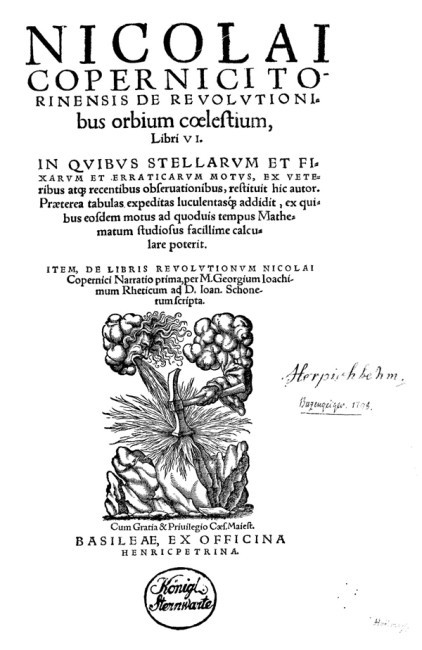 NICOLAI
COPERNICI TO-
RINENSIS DE REVOLVTIONI-
bus orbium cœleſtium,
Libri VI.
IN QVIBVS STELLARVM ET FI-
XARVM ET ERRATICARVM MOTVS, EX VETE-
ribus atq; recentibus obſeruationibus, reſtituit hic autor.
Præterea tabulas expeditas luculentasq́; addidit, ex qui-
bus eoſdem motus ad quoduis tempus Mathe-
matum ſtudioſus facillime calcu-
lare poterit.
ITEM, DE LIBRIS REVOLVTIONVM NICOLAI
Copernici Narratio prima, per M. Georgium Ioachi-
mum Rheticum ad D. Ioan. Schone-
rum ſcripta.
Cum Gratia & Priuilegio Cæſ. Maieſt.
BASILEAE, EX OFFICINA
HENRICPETRINA.
Königl.
Sternwarte